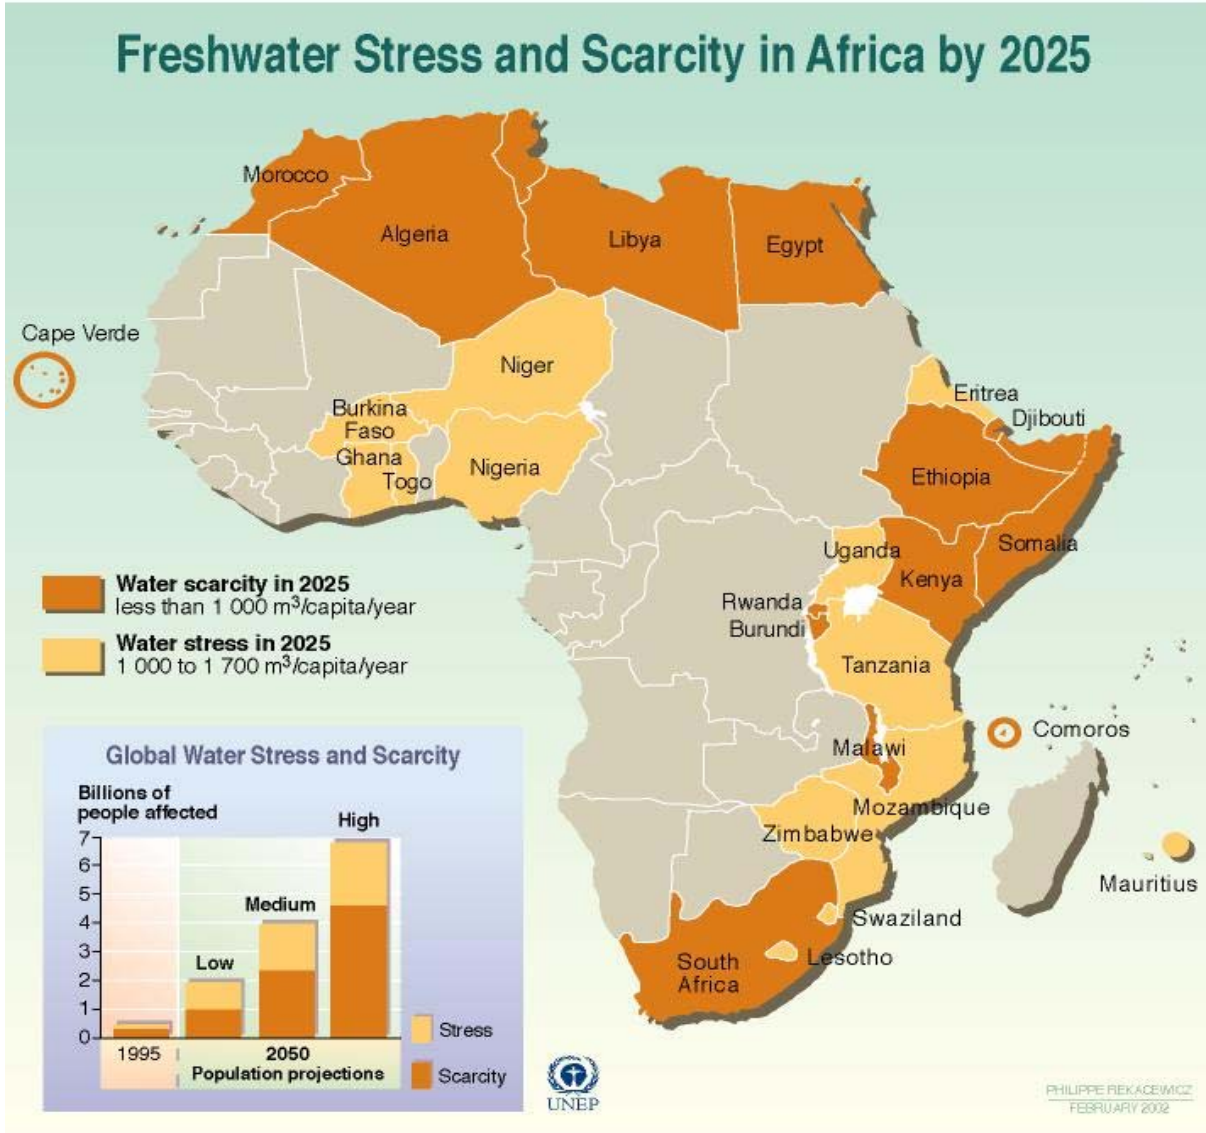 Freshwater Stress and Scarcity in Africa by 2025
Morocco
Algeria
Libya
Egypt
Cape Verde
Niger
Burkina
Faso
Eritrea
Djibouti
Ghana
Togo
Nigeria
Ethiopia
Somalia
Uganda
Kenya
Rwanda
Burundi
Tanzania
Comoros
Malawi
Mozambique
Zimbabwe
Mauritius
Swaziland
Lesotho
South
Africa
Water scarcity in 2025
less than 1 000 m³/capita/year
Water stress in 2025
1 000 to 1 700 m³/capita/year
Global Water Stress and Scarcity
Billions of
people affected
7
6
5
4
3
2
1
0
High
Medium
Low
1995
2050
Population projections
Stress
Scarcity
UNEP
PHILIPPE REKACEWICZ
FEBRUARY 2002